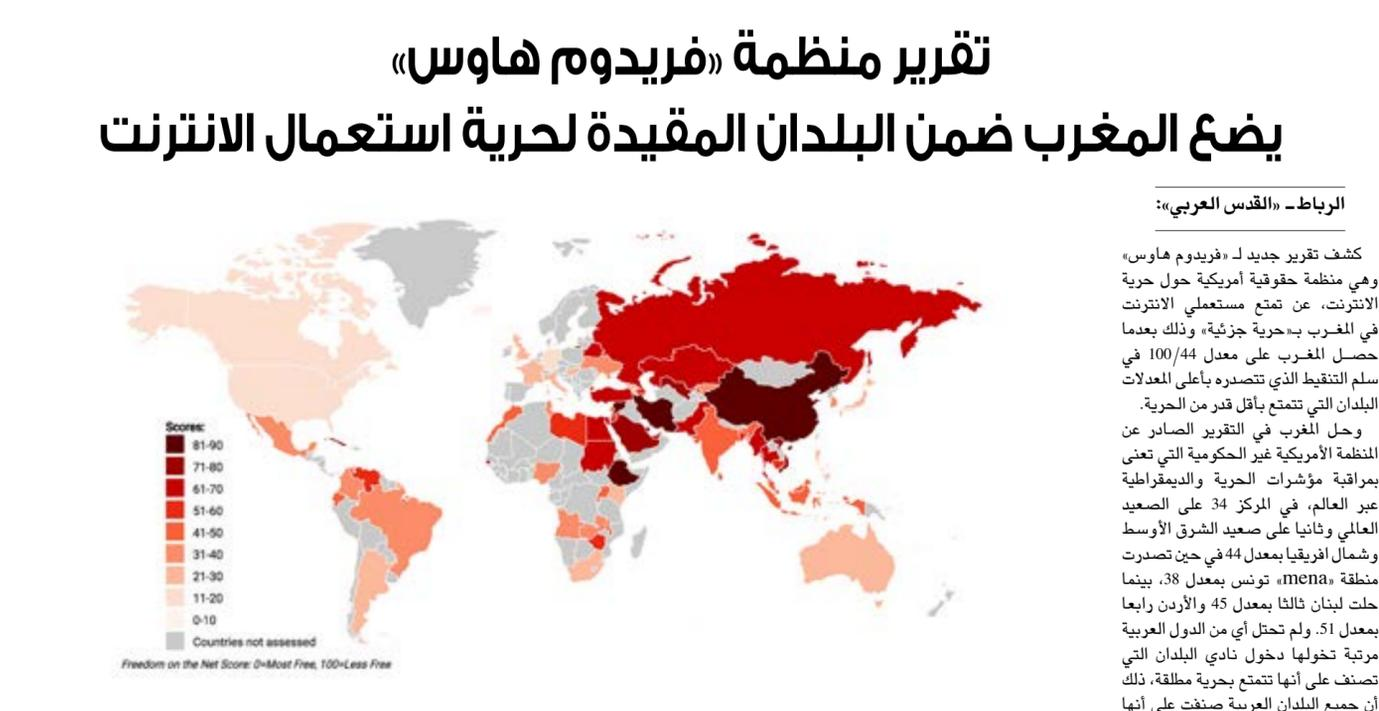 تقرير منظمة «فريدوم هاوس»
يضع المغرب ضمن البلدان المقيدة لحرية استعمال الانترنت
الرباط ـ «القدس العربي»:
كشف تقرير جديد لـ «فريدوم هاوس»
وهي منظمة حقوقية أمريكية حول حرية
الانترنت، عن تمتع مستعملي الانترنت
في المغرب بـ«حرية جزئية» وذلك بعدما
حصل المغرب على معدل 100/44 في
سلم التنقيط الذي تتصدره بأعلى المعدلات
البلدان التي تتمتع بأقل قدر من الحرية.
وحل المغرب في التقرير الصادر عن
المنظمة الأمريكية غير الحكومية التي تعنى
بمراقبة مؤشرات الحرية والديمقراطية
عبر العالم، في المركز 34 على الصعيد
العالمي وثانيا على صعيد الشرق الأوسط
وشمال افريقيا بمعدل 44 في حين تصدرت
منطقة «mena» تونس بمعدل 38، بينما
حلت لبنان ثالثا بمعدل 45 والأردن رابعا
بمعدل 51. ولم تحتل أي من الدول العربية
مرتبة تخولها دخول نادي البلدان التي
تصنف على أنها تتمتع بحرية مطلقة، ذلك
أن جميع البلدان العربية صنفت على أنها
Scores:
81-90
71-80
61-70
51-60
41-50
31-40
21-30
11-20
0-10
Countries not assessed
Freedom on the Net Score: 0=Most Free, 100=Less Free